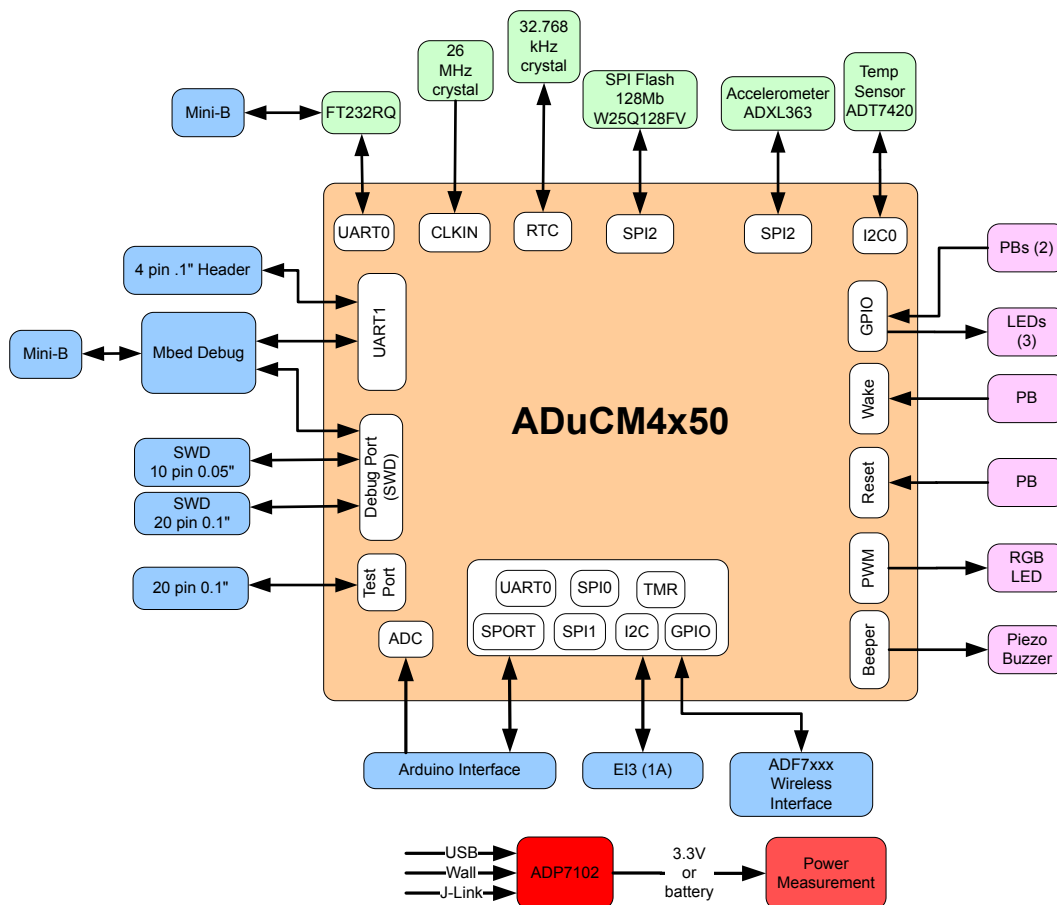 32.768
kHz
crystal
26
MHz
crystal
SPI Flash
128Mb
W25Q128FV
Accelerometer
ADXL363
Temp
Sensor
ADT7420
Mini-B
FT232RQ
UART0
CLKIN
RTC
SPI2
SPI2
I2C0
4 pin .1" Header
UART1
GPIO
PBs (2)
LEDs
(3)
Mini-B
Mbed Debug
Wake
PB
ADuCM4x50
SWD
10 pin 0.05"
Debug Port
(SWD)
Reset
PB
SWD
20 pin 0.1"
20 pin 0.1"
Test
Port
PWM
RGB
LED
UART0
SPI0
TMR
ADC
SPORT
SPI1
I2C
GPIO
Beeper
Piezo
Buzzer
Arduino Interface
EI3 (1A)
ADF7xxx
Wireless
Interface
USB
Wall
J-Link
ADP7102
3.3V
or
battery
Power
Measurement